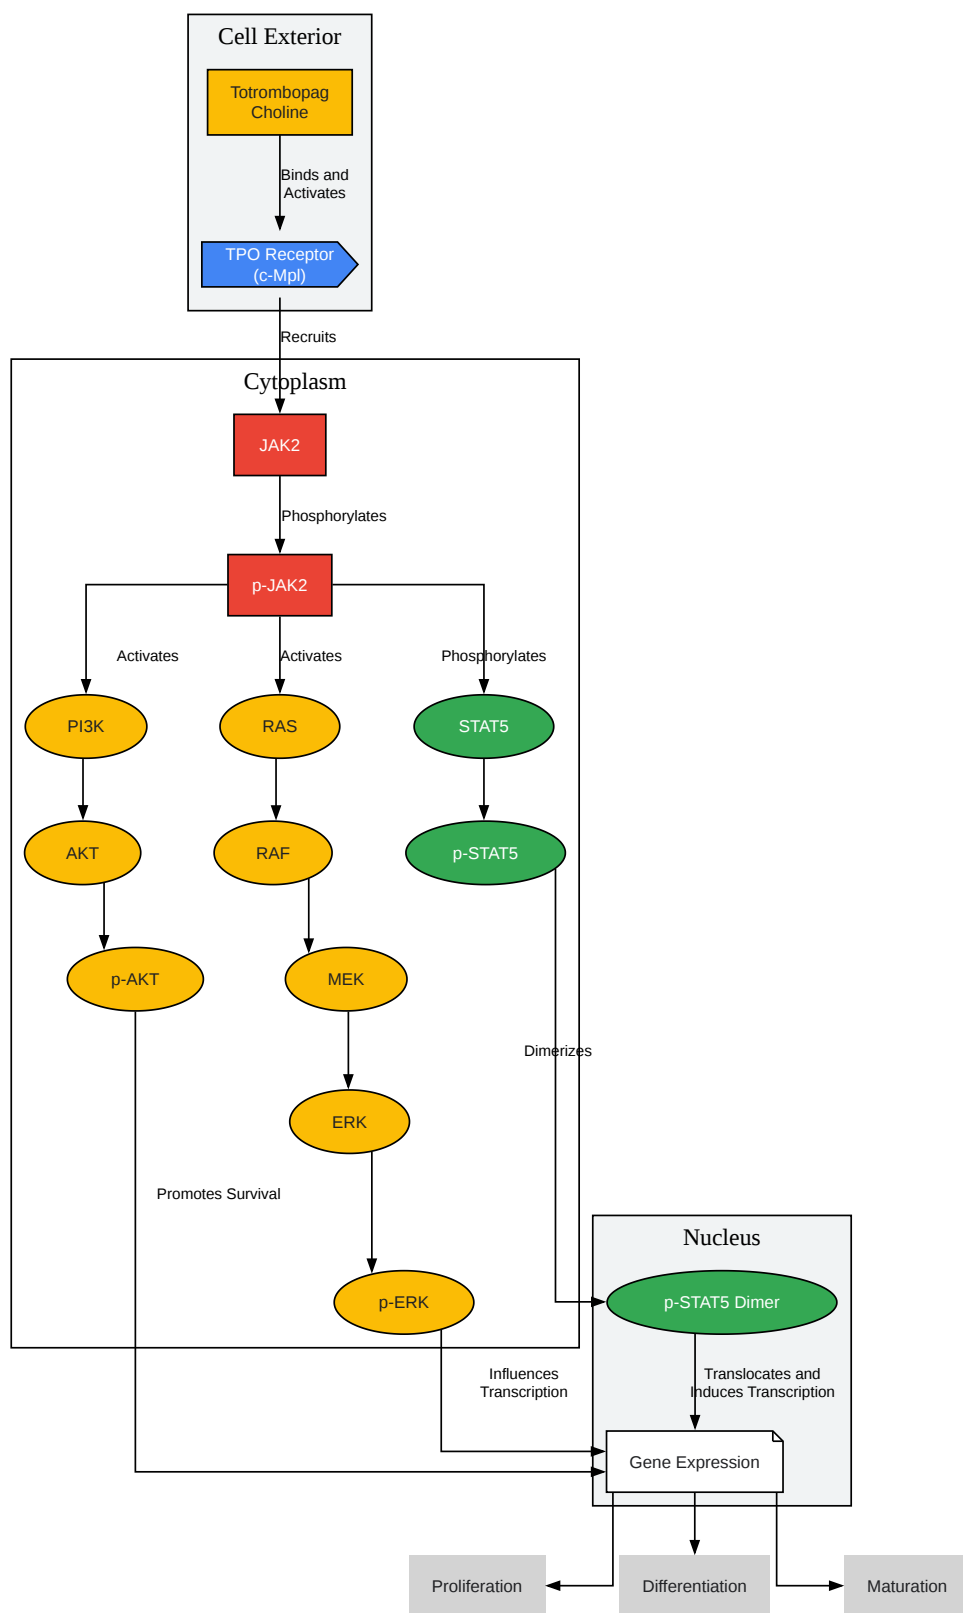 Cell Exterior
Totrombopag
Choline
Binds and
Activates
TPO Receptor
(c-Mpl)
Recruits
Cytoplasm
JAK2
Phosphorylates
p-JAK2
Activates
Activates
Phosphorylates
PI3K
RAS
STAT5
AKT
RAF
p-STAT5
p-AKT
MEK
Dimerizes
ERK
Promotes Survival
Nucleus
p-ERK
p-STAT5 Dimer
Influences
Transcription
Translocates and
Induces Transcription
Gene Expression
Proliferation
Differentiation
Maturation